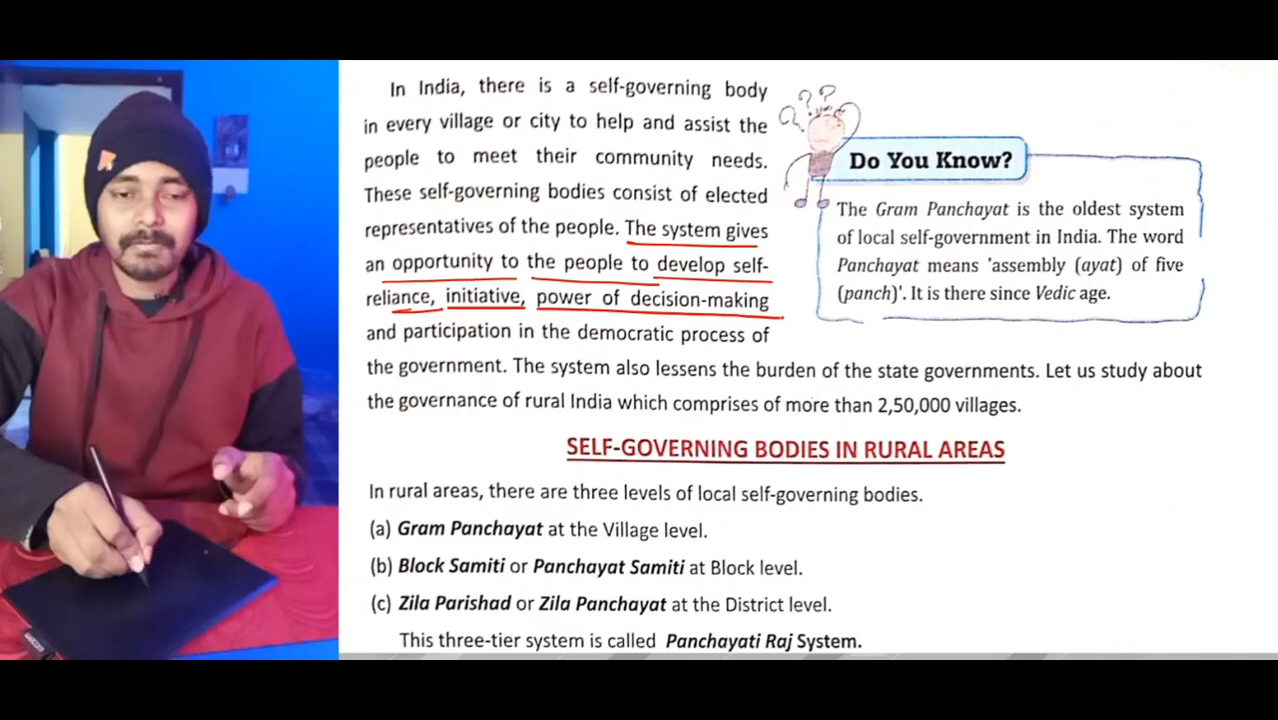 In India, there is a self-governing body
in every village or city to help and assist the
people to meet their community needs.
These self-governing bodies consist of elected
representatives of the people. The system gives
an opportunity to the people to develop self-
reliance, initiative, power of decision-making
and participation in the democratic process of
the government. The system also lessens the burden of the state governments. Let us study about
the governance of rural India which comprises of more than 2,50,000 villages.
???
Do You Know?
The Gram Panchayat is the oldest system
of local self-government in India. The word
Panchayat means 'assembly (ayat) of five
(panch)'. It is there since Vedic age.
SELF-GOVERNING BODIES IN RURAL AREAS
In rural areas, there are three levels of local self-governing bodies.
(a) Gram Panchayat at the Village level.
(b) Block Samiti or Panchayat Samiti at Block level.
(c) Zila Parishad or Zila Panchayat at the District level.
This three-tier system is called Panchayati Raj System.